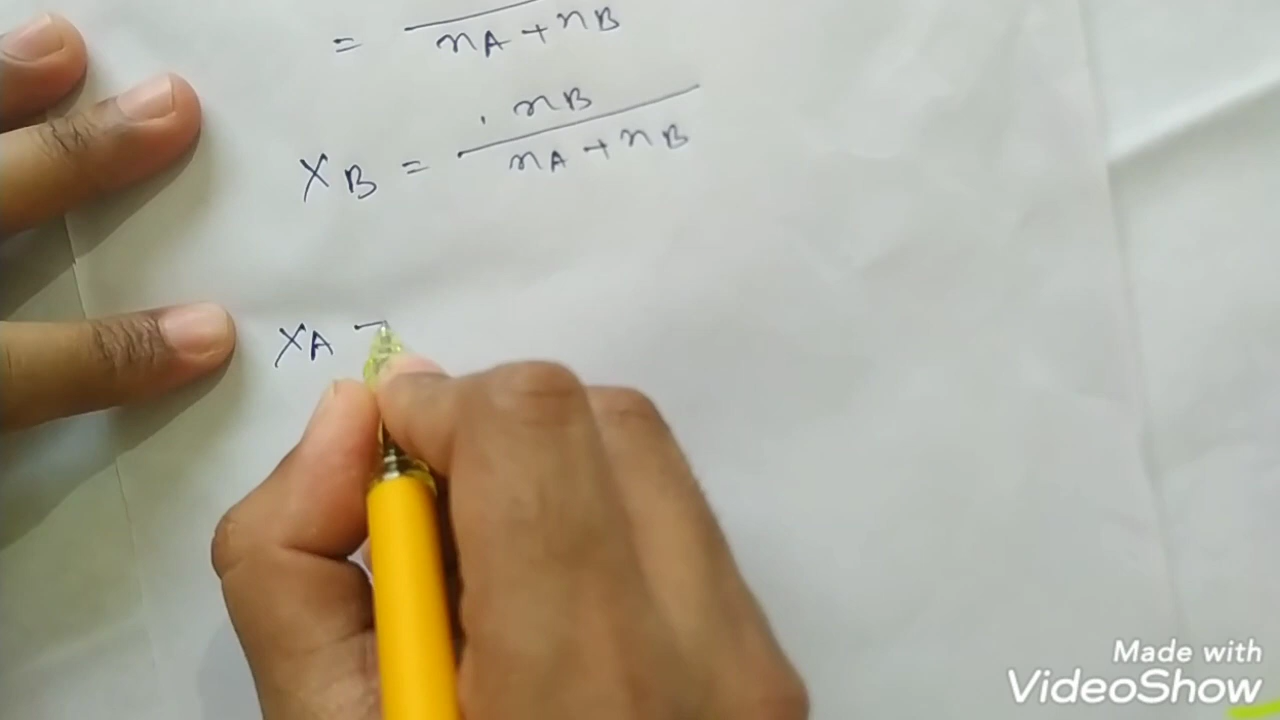 = ――― nA + nB
. nB
XB = ―――
nA + nB
XA -
Made with
VideoShow